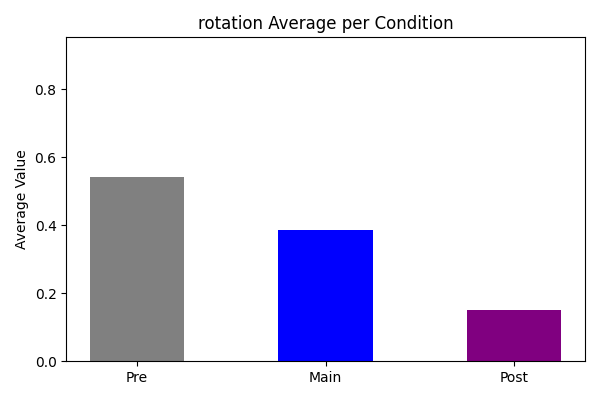 rotation Average per Condition
Average Value
0.8
0.6
0.4
0.2
0.0
Pre
Main
Post